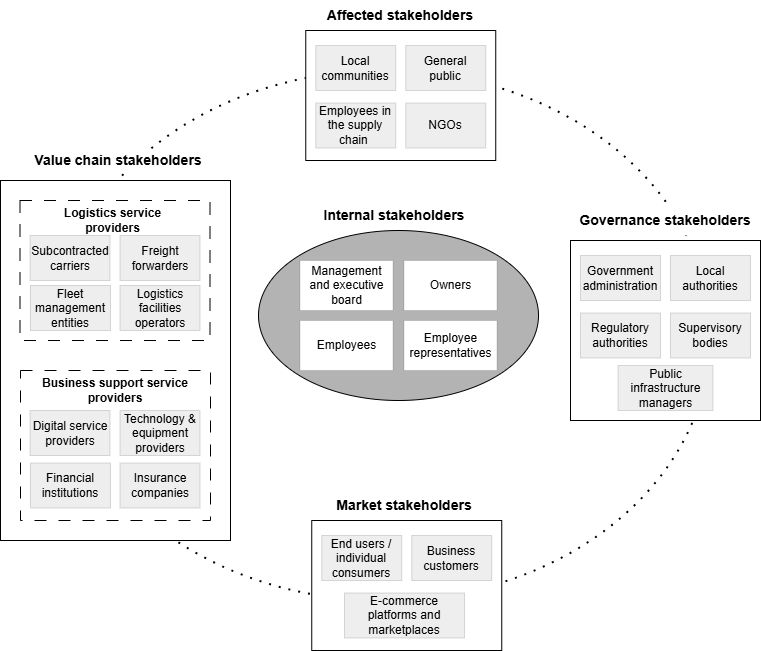 Affected stakeholders
Local
communities
General
public
Employees in
the supply
chain
NGOs
Value chain stakeholders
Logistics service
providers
Subcontracted
carriers
Freight
forwarders
Fleet
management
entities
Logistics
facilities
operators
Business support service
providers
Digital service
providers
Technology &
equipment
providers
Financial
institutions
Insurance
companies
Internal stakeholders
Management
and executive
board
Owners
Employees
Employee
representatives
Governance stakeholders
Government
administration
Local
authorities
Regulatory
authorities
Supervisory
bodies
Public
infrastructure
managers
Market stakeholders
End users /
individual
consumers
Business
customers
E-commerce
platforms and
marketplaces